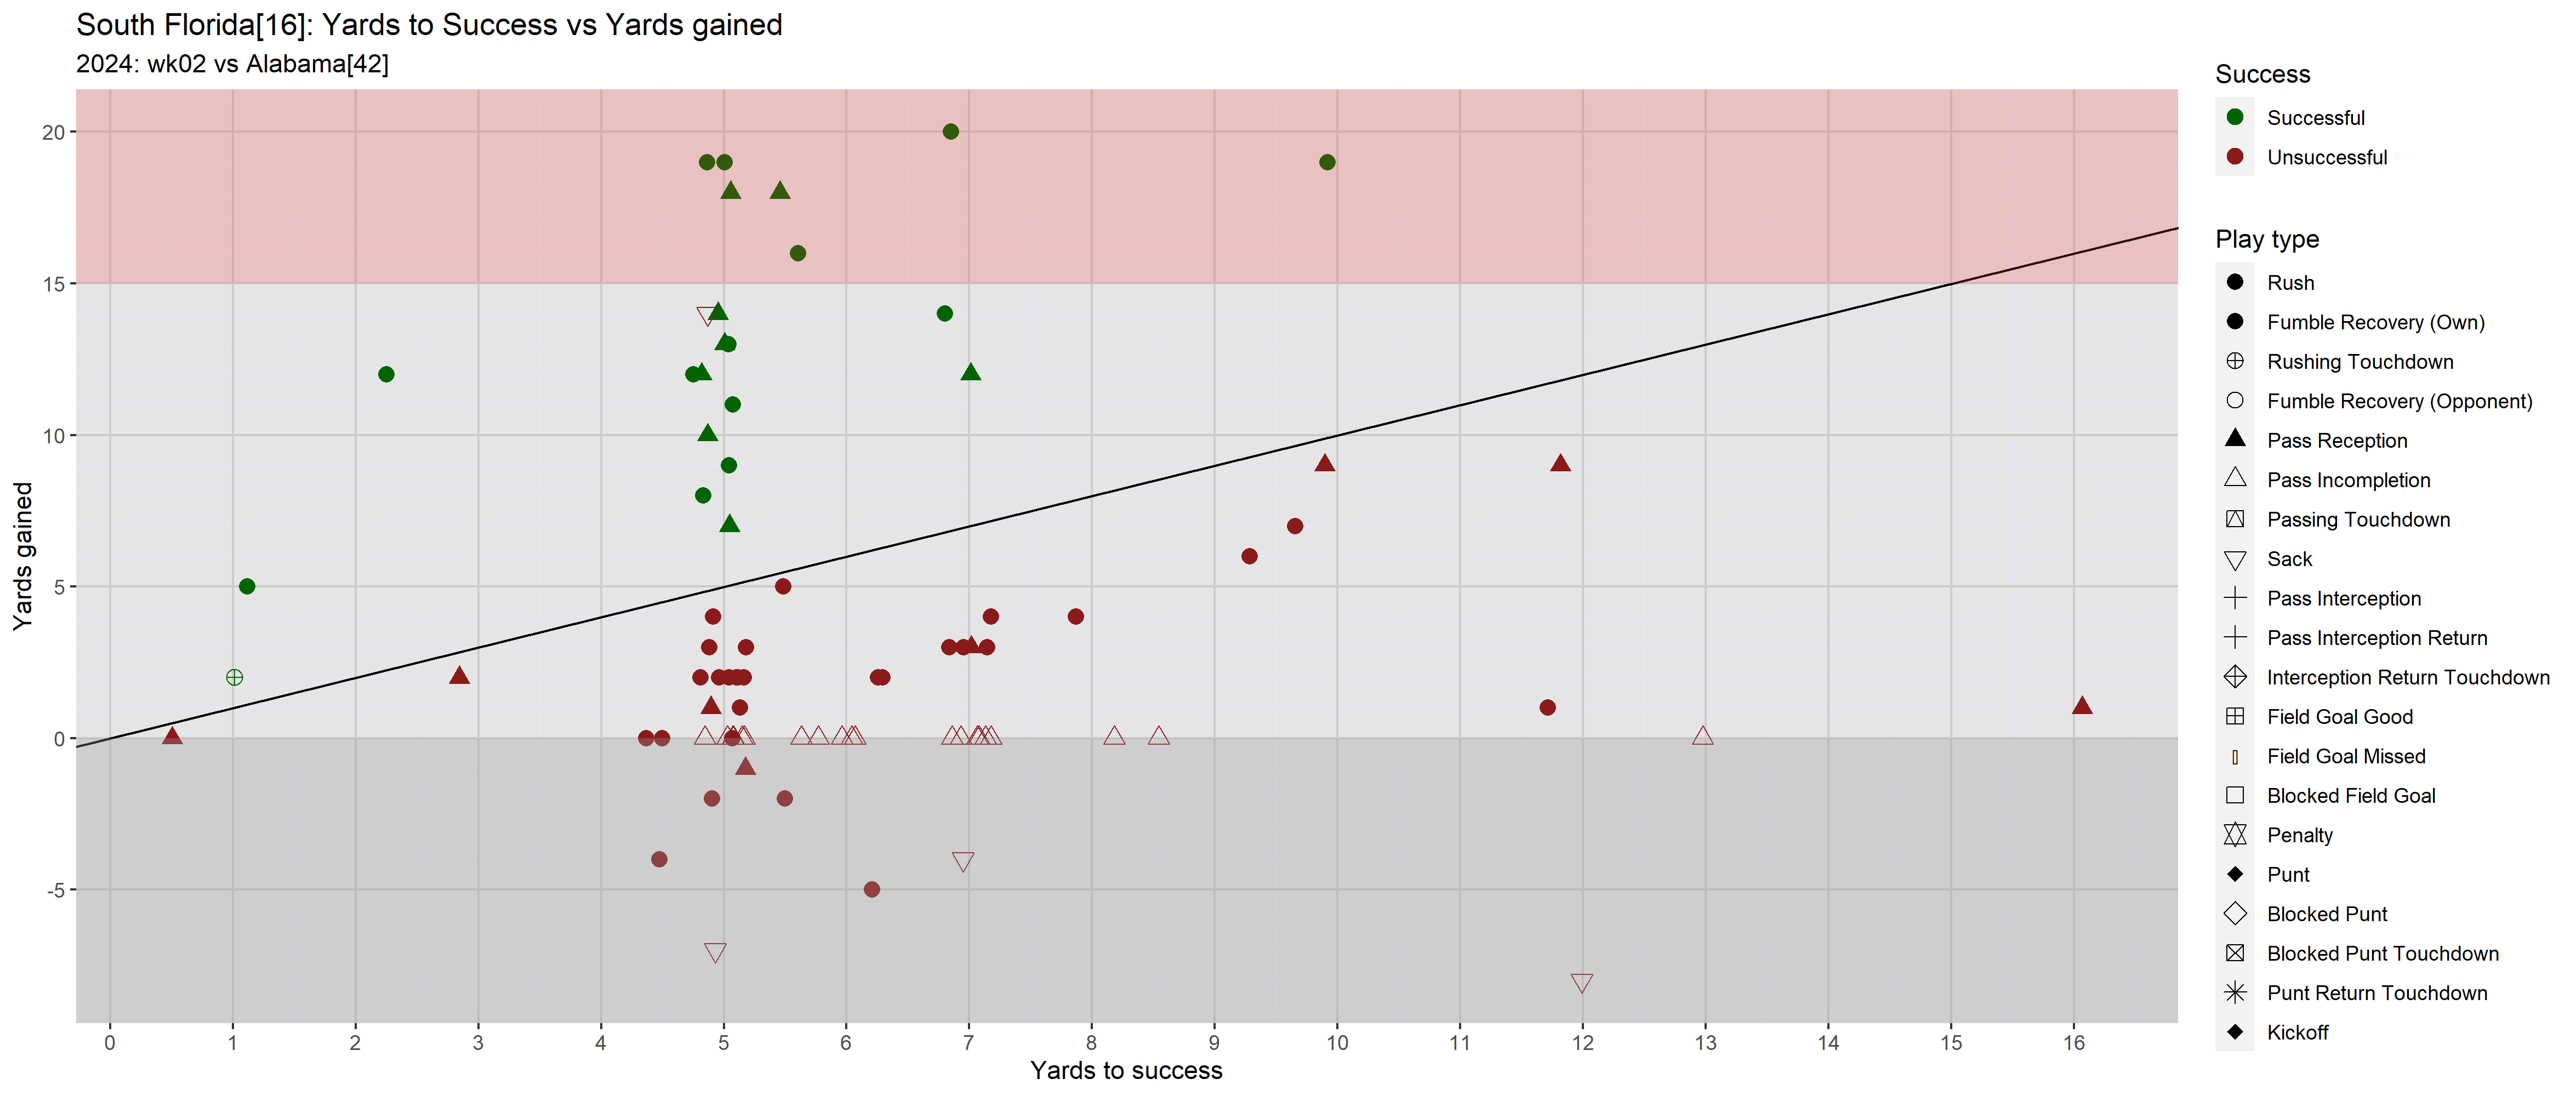 South Florida[16]: Yards to Success vs Yards gained
2024: wk02 vs Alabama[42]
Yards gained
20
15
10
5
0
-5
0 1 2 3 4 5 6 7 8 9 10 11 12 13 14 15 16
Yards to success
Success
Successful
Unsuccessful
Play type
Rush
Fumble Recovery (Own)
Rushing Touchdown
Fumble Recovery (Opponent)
Pass Reception
Pass Incompletion
Passing Touchdown
Sack
Pass Interception
Pass Interception Return
Interception Return Touchdown
Field Goal Good
Field Goal Missed
Blocked Field Goal
Penalty
Punt
Blocked Punt
Blocked Punt Touchdown
Punt Return Touchdown
Kickoff